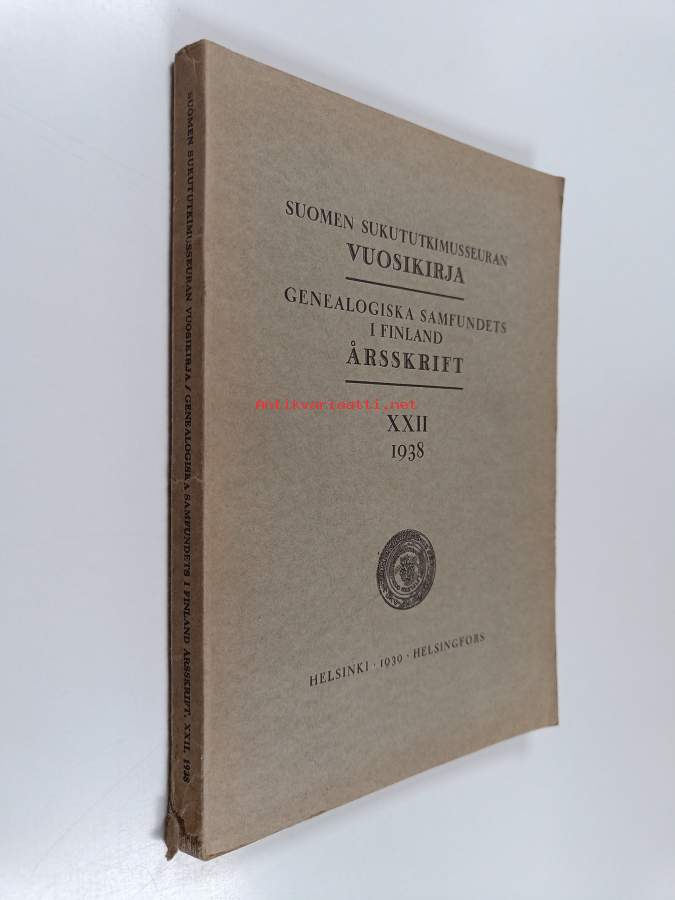 SUOMEN SUKUTUTKIMUSSEURAN
VUOSIKIRJA
GENEALOGISKA SAMFUNDETS
I FINLAND
ÅRSSKRIFT
Antikvariaatti.net
XXII
1938
HELSINKI · 1939 · HELSINGFORS
SUOMEN SUKUTUTKIMUSSEURAN VUOSIKIRJA / GENEALOGISKA SAMFUNDETS I FINLAND ÅRSSKRIFT. XXII. 1938